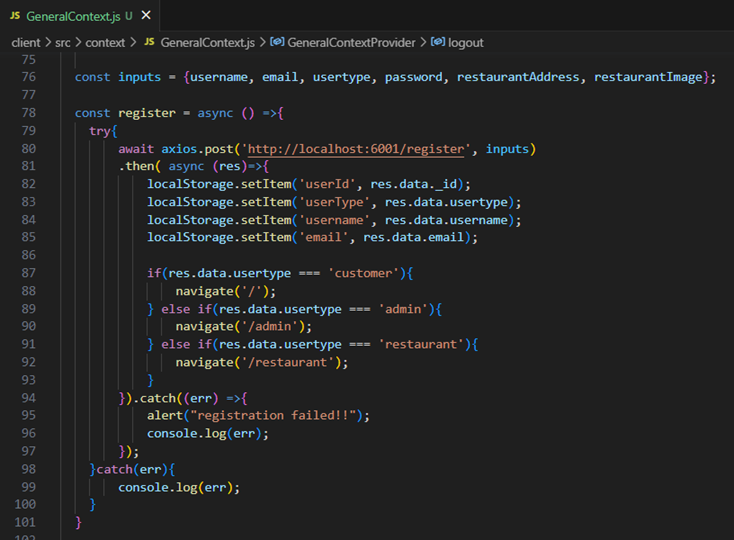 JS GeneralContext.js U ×
client > src > context > JS GeneralContext.js > GeneralContextProvider > logout
75
76 const inputs = {username, email, usertype, password, restaurantAddress, restaurantImage};
77
78 const register = async () =>{
79 try{
80 await axios.post('http://localhost:6001/register', inputs)
81 .then( async (res)=>{
82 localStorage.setItem('userId', res.data._id);
83 localStorage.setItem('userType', res.data.usertype);
84 localStorage.setItem('username', res.data.username);
85 localStorage.setItem('email', res.data.email);
86
87 if(res.data.usertype === 'customer'){
88 navigate('/');
89 } else if(res.data.usertype === 'admin'){
90 navigate('/admin');
91 } else if(res.data.usertype === 'restaurant'){
92 navigate('/restaurant');
93 }
94 }).catch((err) =>{
95 alert("registration failed!!");
96 console.log(err);
97 });
98 }catch(err){
99 console.log(err);
100 }
101 }
102